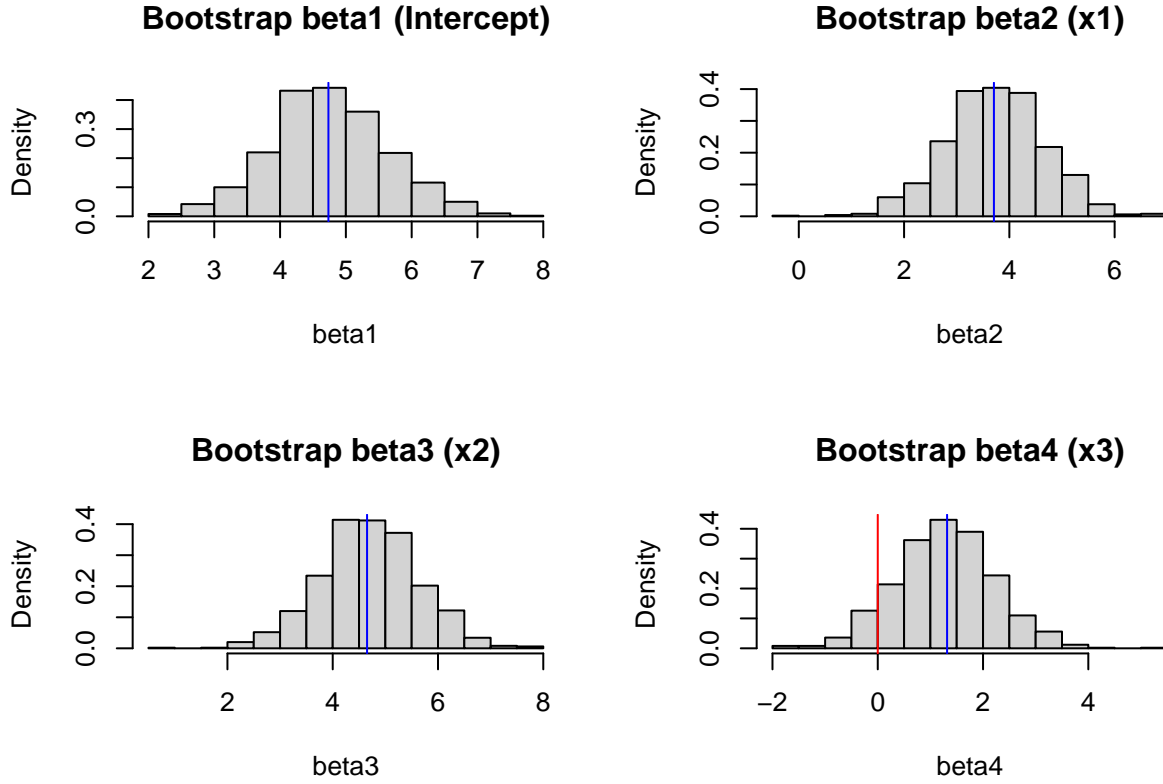 Bootstrap beta1 (Intercept)
Density
0.0 0.3
2 3 4 5 6 7 8
beta1
Bootstrap beta2 (x1)
Density
0.0 0.2 0.4
0 2 4 6
beta2
Bootstrap beta3 (x2)
Density
0.0 0.2 0.4
2 4 6 8
beta3
Bootstrap beta4 (x3)
Density
0.0 0.2 0.4
−2 0 2 4
beta4